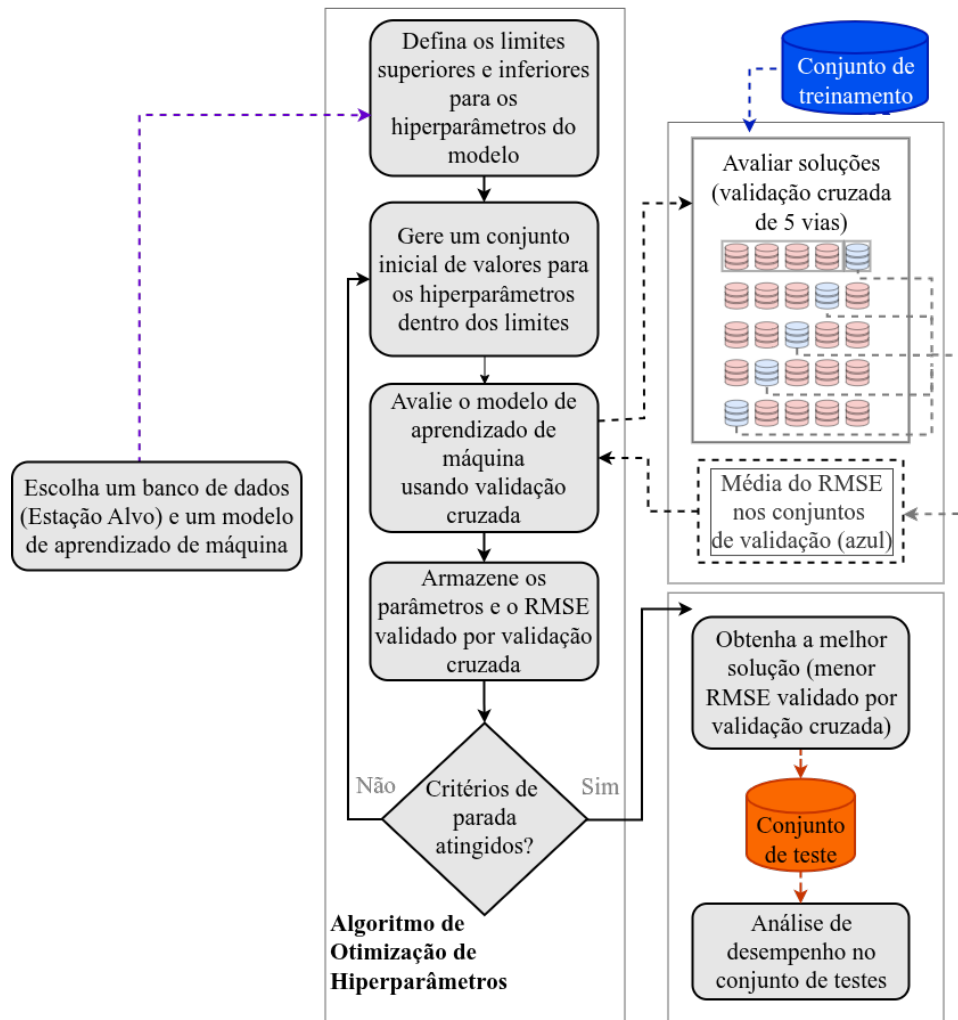 Escolha um banco de dados
(Estação Alvo) e um modelo
de aprendizado de máquina
Defina os limites
superiores e inferiores
para os
hiperparâmetros do
modelo
Gere um conjunto
inicial de valores para
os hiperparâmetros
dentro dos limites
Avalie o modelo de
aprendizado de
máquina
usando validação
cruzada
Armazene os
parâmetros e o RMSE
validado por validação
cruzada
Critérios de
parada
atingidos?
Não
Sim
Algoritmo de
Otimização de
Hiperparâmetros
Conjunto de
treinamento
Avaliar soluções
(validação cruzada
de 5 vias)
Média do RMSE
nos conjuntos
de validação (azul)
Obtenha a melhor
solução (menor
RMSE validado por
validação cruzada)
Conjunto
de teste
Análise de
desempenho no
conjunto de testes